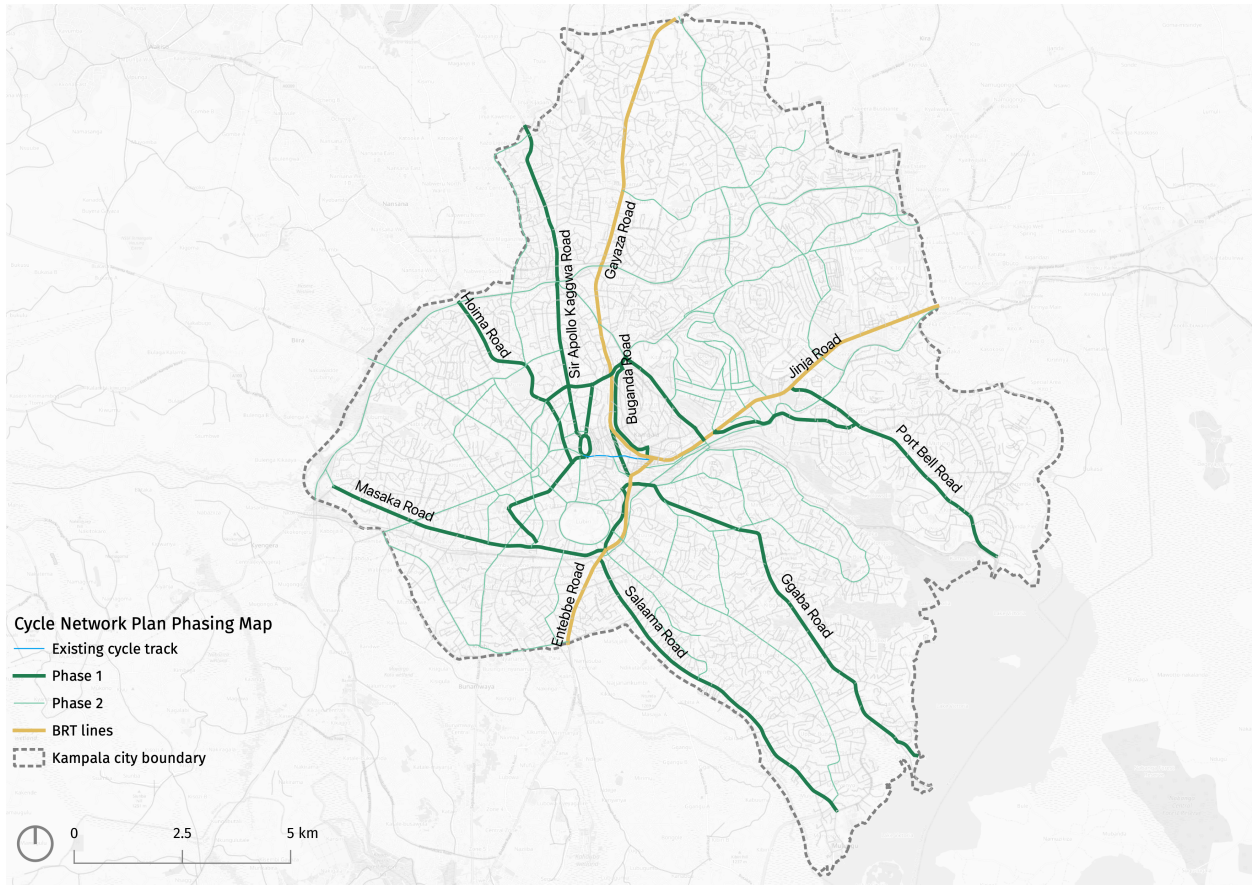 Gayaza Road
Sir Apollo Kaggwa Road
Hoima Road
Buganda Road
Jinja Road
Port Bell Road
Masaka Road
Entebbe Road
Salaama Road
Ggaba Road
Cycle Network Plan Phasing Map
Existing cycle track
Phase 1
Phase 2
BRT lines
Kampala city boundary
0 2.5 5 km